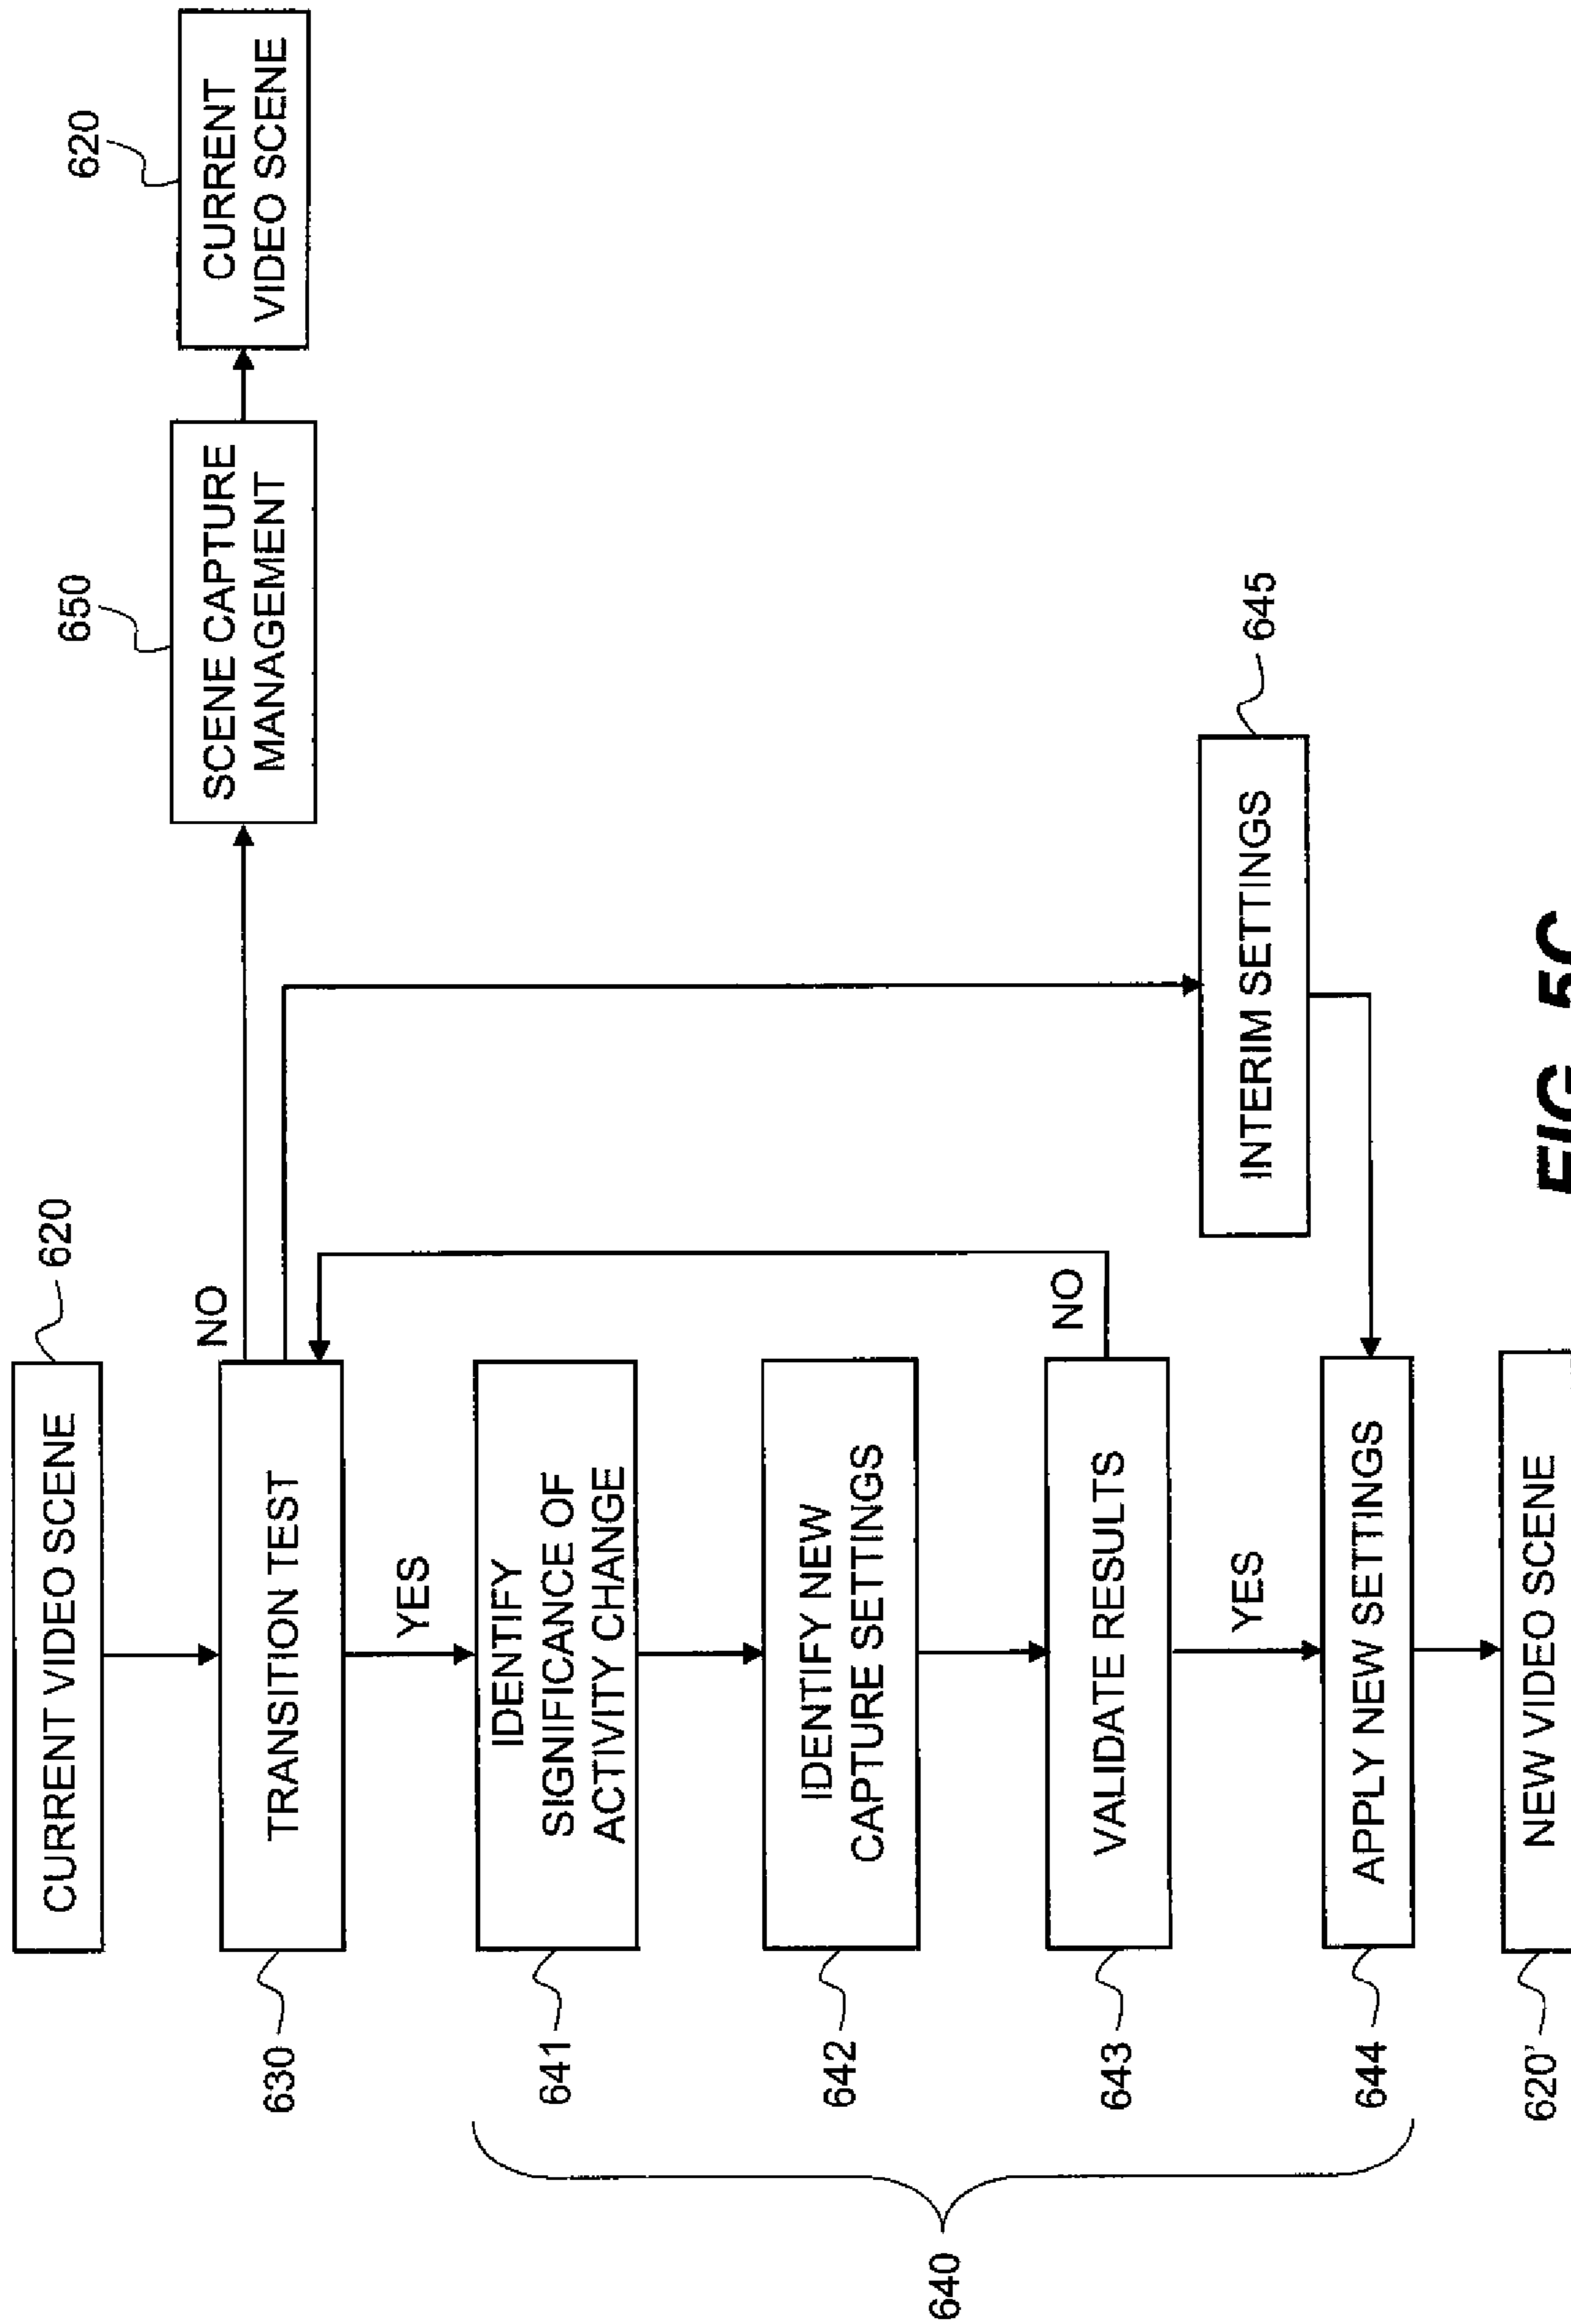 CURRENT VIDEO SCENE
620
630
TRANSITION TEST
NO
650
SCENE CAPTURE
MANAGEMENT
620
CURRENT
VIDEO SCENE
YES
641
IDENTIFY
SIGNIFICANCE OF
ACTIVITY CHANGE
642
IDENTIFY NEW
CAPTURE SETTINGS
643
VALIDATE RESULTS
NO
YES
645
INTERIM SETTINGS
644
APPLY NEW SETTINGS
640
620'
NEW VIDEO SCENE
FIG. 5C